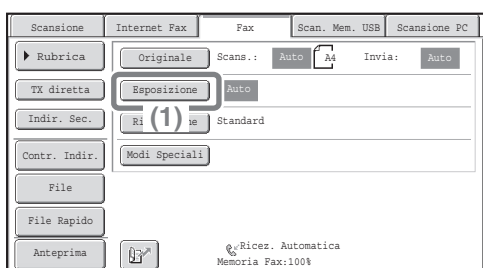 Scansione Internet Fax Fax Scan. Mem. USB Scansione PC
Rubrica Originale Scans.: Auto A4 Invia: Auto
TX diretta Esposizione Auto
Indir. Sec. (1) Standard
Contr. Indir. Modi Speciali
File
File Rapido
Anteprima Ricez. Automatica
Memoria Fax:100%